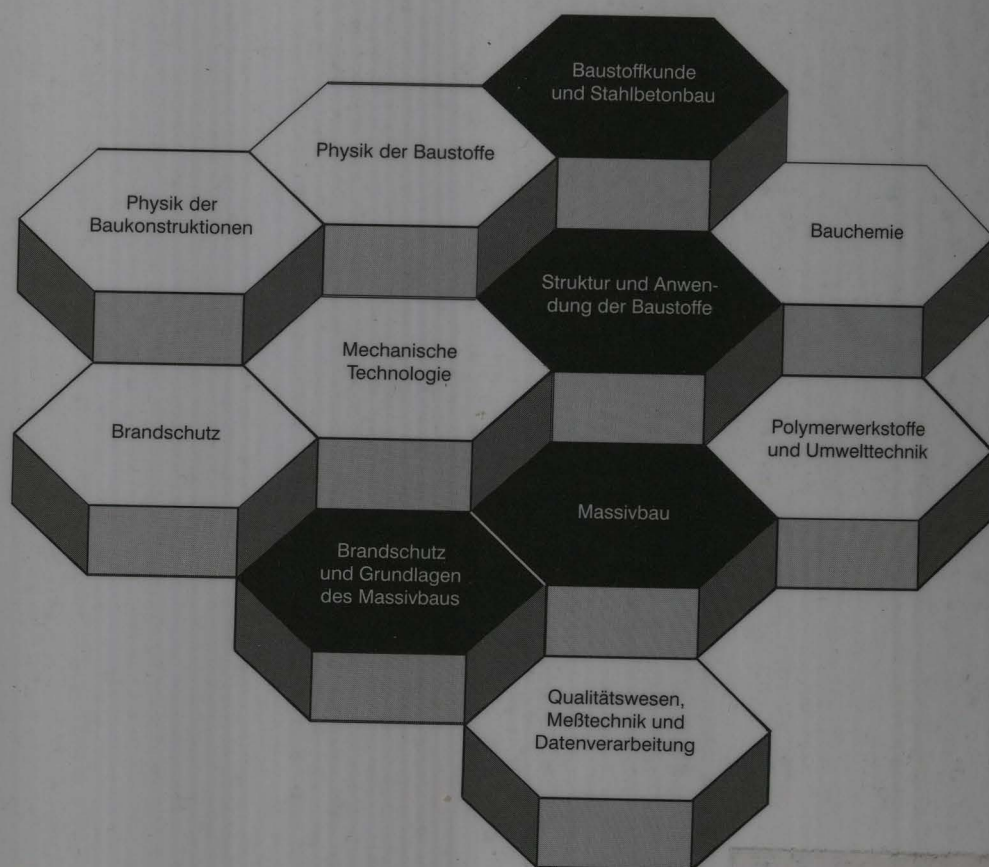 Baustoffkunde
und Stahlbetonbau
Physik der Baustoffe
Physik der
Baukonstruktionen
Bauchemie
Struktur und Anwen-
dung der Baustoffe
Mechanische
Technologie
Brandschutz
Polymerwerkstoffe
und Umwelttechnik
Massivbau
Brandschutz
und Grundlagen
des Massivbaus
Qualitätswesen,
Meßtechnik und
Datenverarbeitung